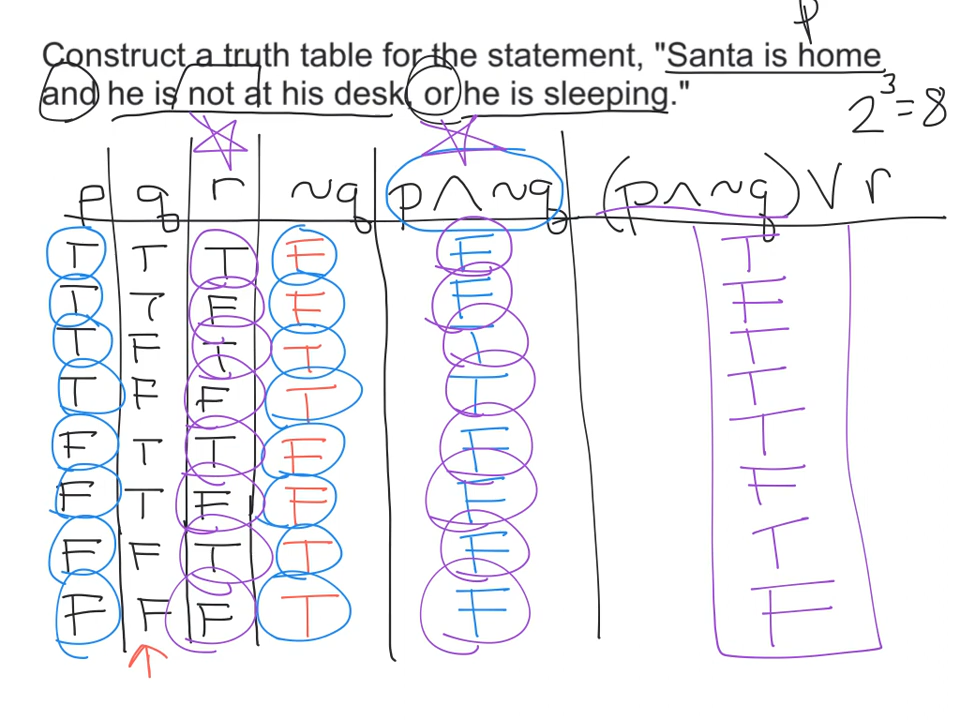 p
Construct a truth table for the statement, "Santa is home
and he is not at his desk, or he is sleeping."
2³=8
p q r ~q p ∧ ~q (p ∧ ~q) V r
T T T F F T
T T F F F F
T F T T T T
T F F T T T
F T T F F T
F T F F F F
F F T T F T
F F F T F F